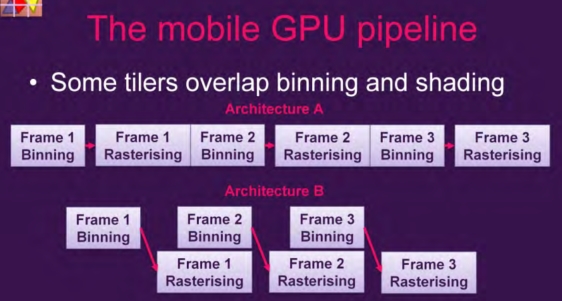 The mobile GPU pipeline
• Some tilers overlap binning and shading
Architecture A
Frame 1 Binning
Frame 1 Rasterising
Frame 2 Binning
Frame 2 Rasterising
Frame 3 Binning
Frame 3 Rasterising
Architecture B
Frame 1 Binning
Frame 2 Binning
Frame 3 Binning
Frame 1 Rasterising
Frame 2 Rasterising
Frame 3 Rasterising